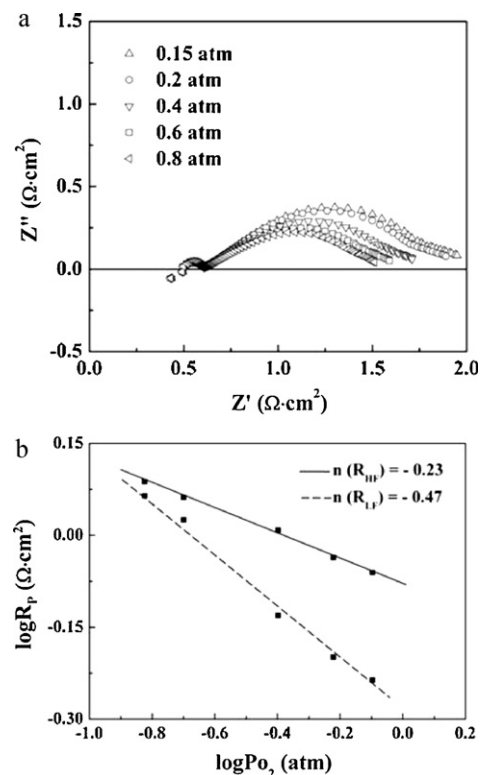 a
1.5
1.0
0.5
0.0
-0.5
0.15 atm
0.2 atm
0.4 atm
0.6 atm
0.8 atm
Z'' (Ω·cm²)
0.0 0.5 1.0 1.5 2.0
Z' (Ω·cm²)
b
0.15
0.00
-0.15
-0.30
n (R_HF) = - 0.23
n (R_LF) = - 0.47
logR_P (Ω·cm²)
-1.0 -0.8 -0.6 -0.4 -0.2 0.0 0.2
logPo₂ (atm)